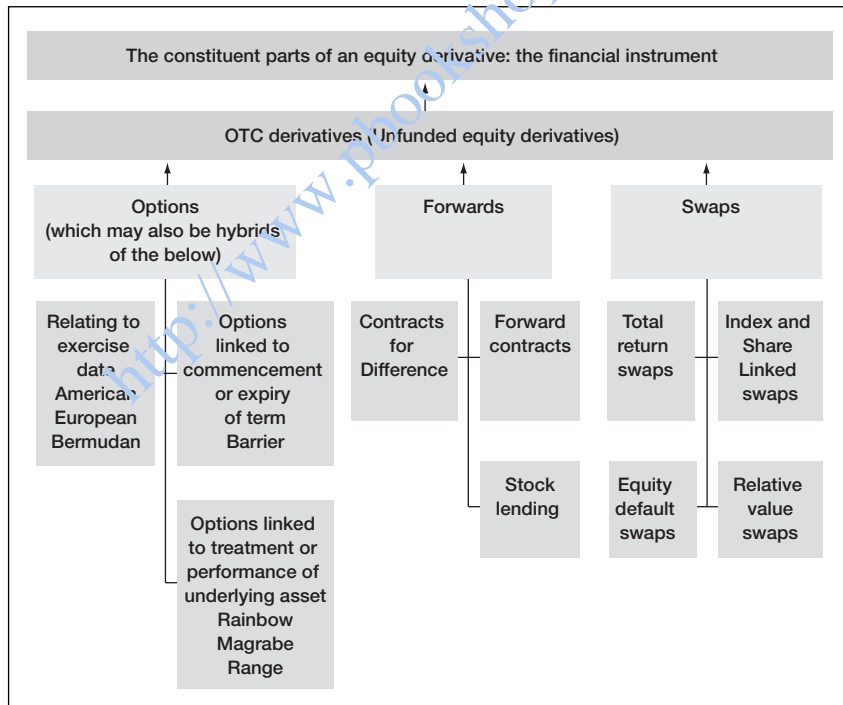 The constituent parts of an equity derivative: the financial instrument
OTC derivatives (Unfunded equity derivatives)
Options
(which may also be hybrids
of the below)
Forwards
Swaps
Relating to
exercise
date
American
European
Bermudan
Options
linked to
commencement
or expiry
of term
Barrier
Contracts
for
Difference
Forward
contracts
Total
return
swaps
Index and
Share
Linked
swaps
Options linked
to treatment or
performance of
underlying asset
Rainbow
Magrabe
Range
Stock
lending
Equity
default
swaps
Relative
value
swaps
http://www.pbookshop